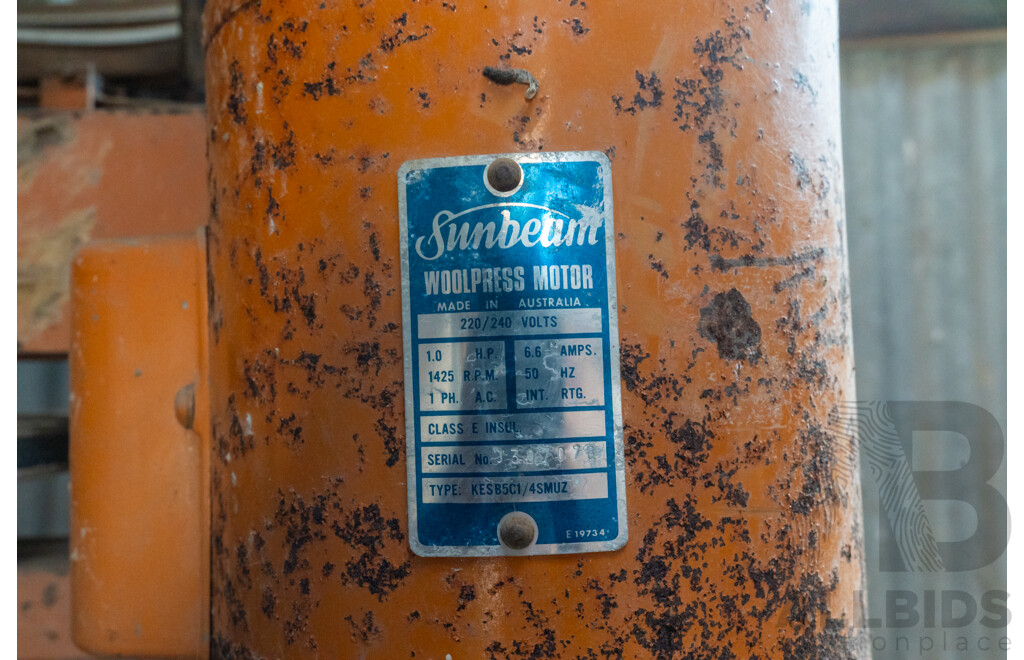 Sunbeam
WOOLPRESS MOTOR
MADE IN AUSTRALIA
220/240 VOLTS
1.0 H.P. 6.6 AMPS.
1425 R.P.M. 50 HZ
1 PH. A.C. INT. RTG.
CLASS E INSUL.
SERIAL No.
TYPE: KESB5C1/4SMUZ
E19734
B
ALLBIDS
onplace